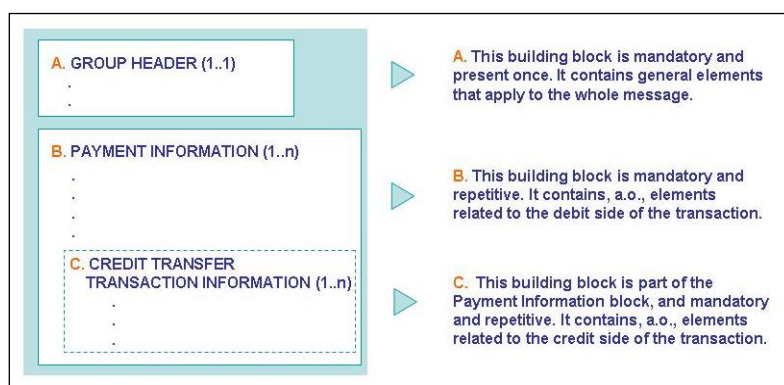 A. GROUP HEADER (1..1)
.
.
A. This building block is mandatory and
present once. It contains general elements
that apply to the whole message.
B. PAYMENT INFORMATION (1..n)
.
.
.
.
B. This building block is mandatory and
repetitive. It contains, a.o., elements
related to the debit side of the transaction.
C. CREDIT TRANSFER
TRANSACTION INFORMATION (1..n)
.
.
.
C. This building block is part of the
Payment Information block, and mandatory
and repetitive. It contains, a.o., elements
related to the credit side of the transaction.